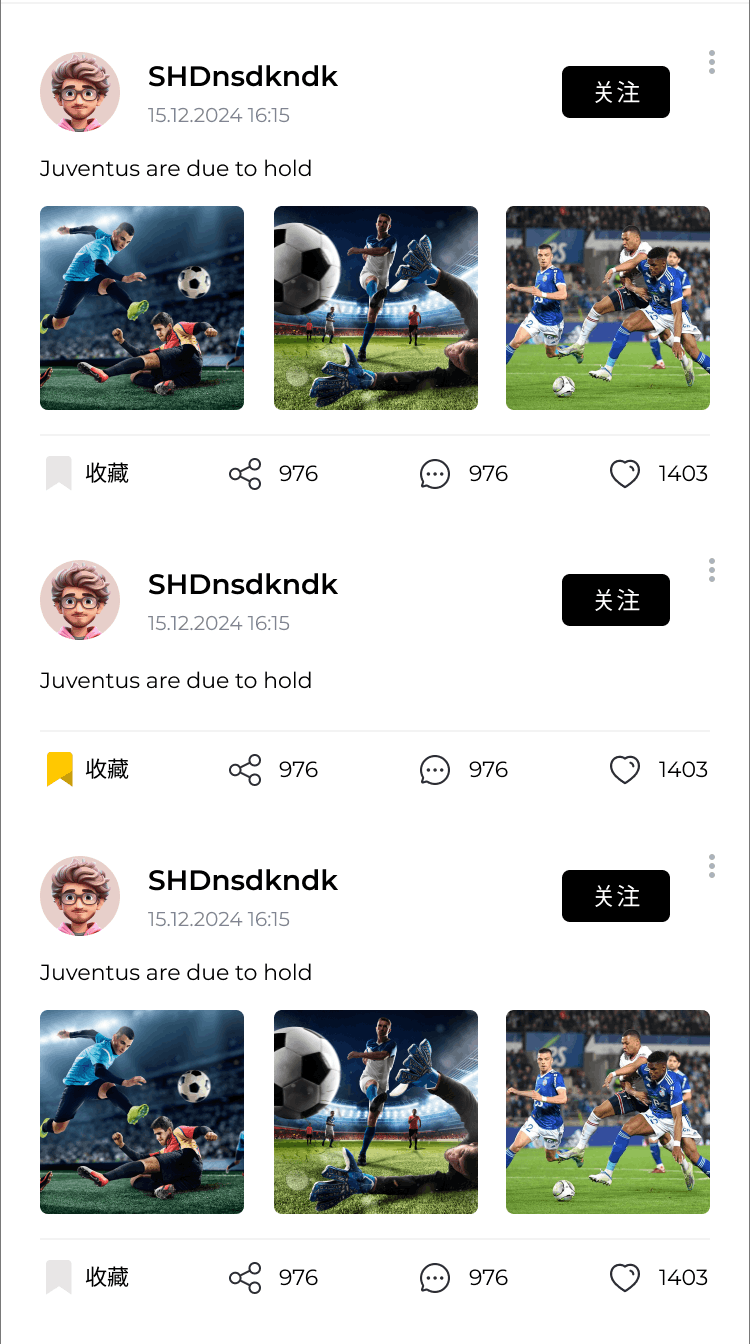 SHDnsdkndk
关注
15.12.2024 16:15
Juventus are due to hold
收藏 976 976 1403
SHDnsdkndk
关注
15.12.2024 16:15
Juventus are due to hold
收藏 976 976 1403
SHDnsdkndk
关注
15.12.2024 16:15
Juventus are due to hold
收藏 976 976 1403